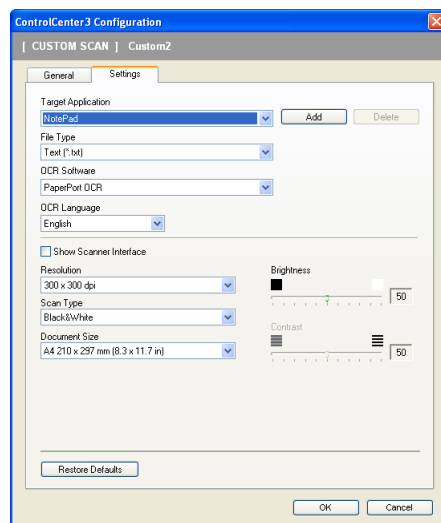 ControlCenter3 Configuration
[ CUSTOM SCAN ] Custom2
General Settings
Target Application
NotePad Add Delete
File Type
Text (*.txt)
OCR Software
PaperPort OCR
OCR Language
English
Show Scanner Interface
Resolution Brightness
300 x 300 dpi 50
Scan Type
Black&White
Contrast
Document Size
A4 210 x 297 mm (8.3 x 11.7 in) 50
Restore Defaults
OK Cancel